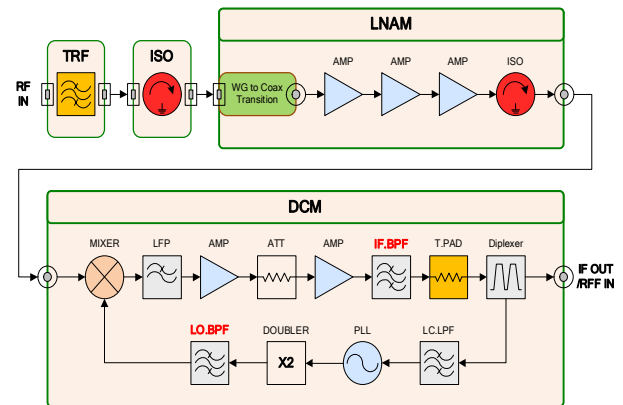 LNAM
TRF
ISO
AMP
AMP
AMP
ISO
RF
IN
WG to Coax
Transition
DCM
MIXER
LFP
AMP
ATT
AMP
IF.BPF
T.PAD
Diplexer
IF OUT
/RFF IN
LO.BPF
DOUBLER
PLL
LC.LPF
X2